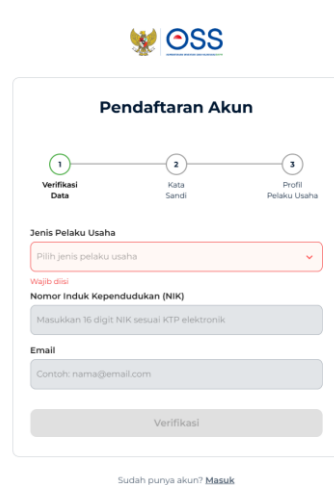 OSS
Pendaftaran Akun
1
2
3
Verifikasi
Data
Kata
Sandi
Profil
Pelaku Usaha
Jenis Pelaku Usaha
Pilih jenis pelaku usaha
Wajib diisi
Nomor Induk Kependudukan (NIK)
Masukkan 16 digit NIK sesuai KTP elektronik
Email
Contoh: nama@email.com
Verifikasi
Sudah punya akun? Masuk